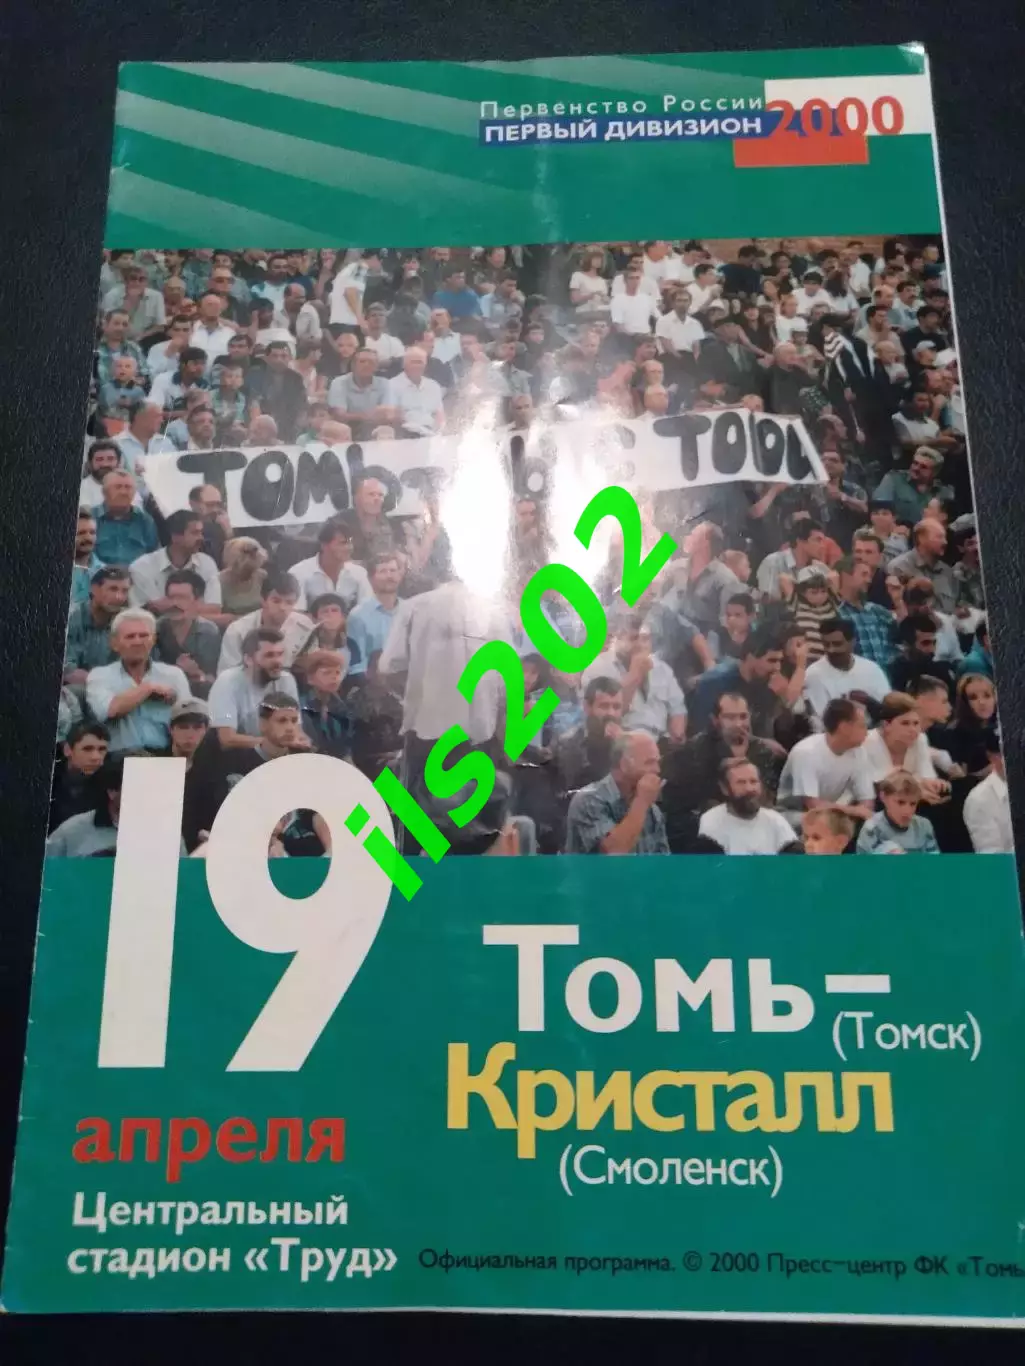 Первенство России
ПЕРВЫЙ ДИВИЗИОН 2000
ТОМЬ
ils202
19
апреля
Центральный
стадион «Труд»
Томь-
(Томск)
Кристалл
(Смоленск)
Официальная программа. © 2000 Пресс-центр ФК «Томь